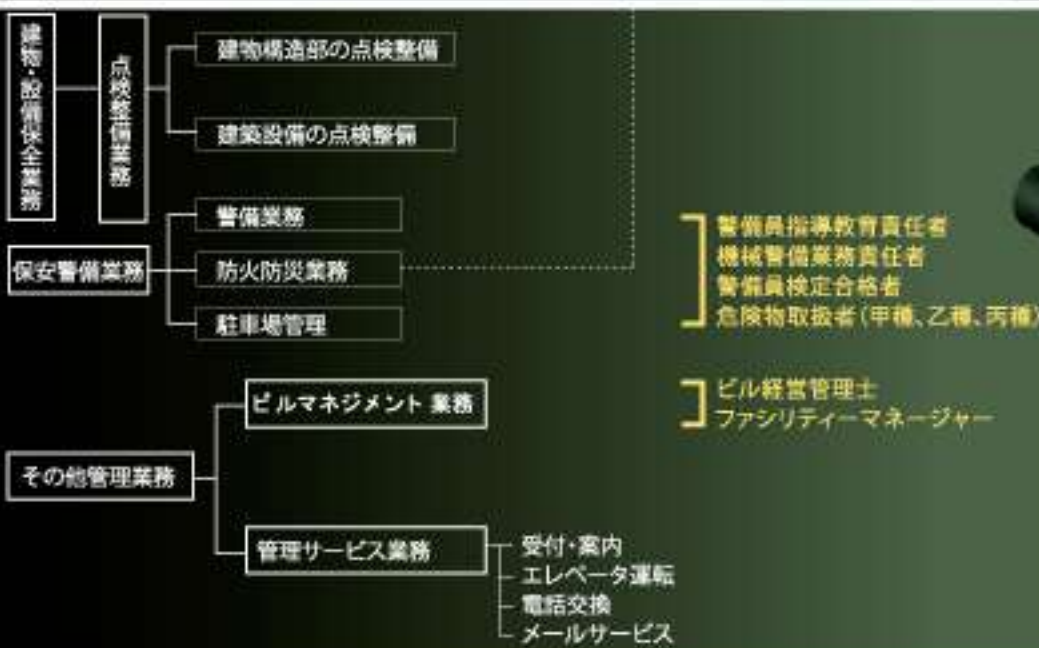 建物・設備保全業務
点検整備業務
建物構造部の点検整備
建築設備の点検整備
保安警備業務
警備業務
防火防災業務
駐車場管理
警備員指導教育責任者
機械警備業務責任者
警備員検定合格者
危険物取扱者(甲種、乙種、丙種)
その他管理業務
ビルマネジメント 業務
ビル経営管理士
ファシリティーマネージャー
管理サービス業務
受付・案内
エレベータ運転
電話交換
メールサービス